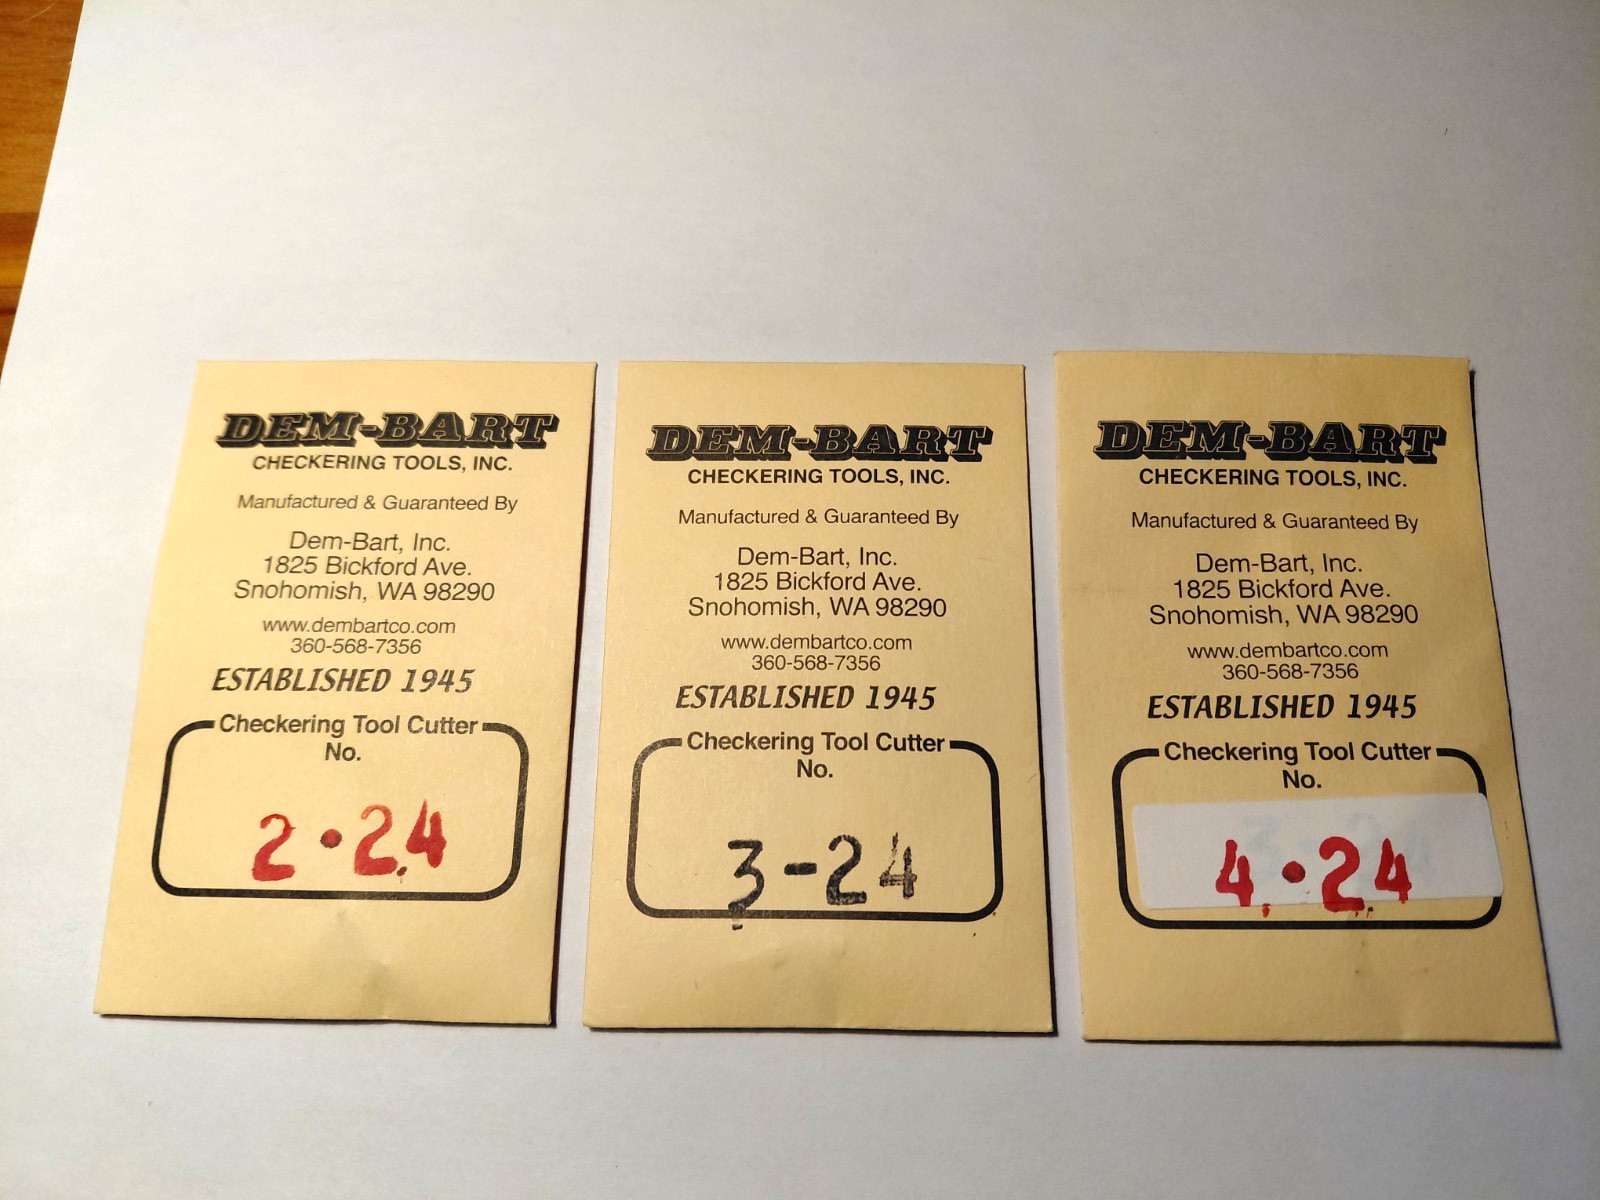 DEM-BART
CHECKERING TOOLS, INC.
Manufactured & Guaranteed By
Dem-Bart, Inc.
1825 Bickford Ave.
Snohomish, WA 98290
www.dembartco.com
360-568-7356
ESTABLISHED 1945
Checkering Tool Cutter
No.
2•24
DEM-BART
CHECKERING TOOLS, INC.
Manufactured & Guaranteed By
Dem-Bart, Inc.
1825 Bickford Ave.
Snohomish, WA 98290
www.dembartco.com
360-568-7356
ESTABLISHED 1945
Checkering Tool Cutter
No.
3-24
DEM-BART
CHECKERING TOOLS, INC.
Manufactured & Guaranteed By
Dem-Bart, Inc.
1825 Bickford Ave.
Snohomish, WA 98290
www.dembartco.com
360-568-7356
ESTABLISHED 1945
Checkering Tool Cutter
No.
4•24